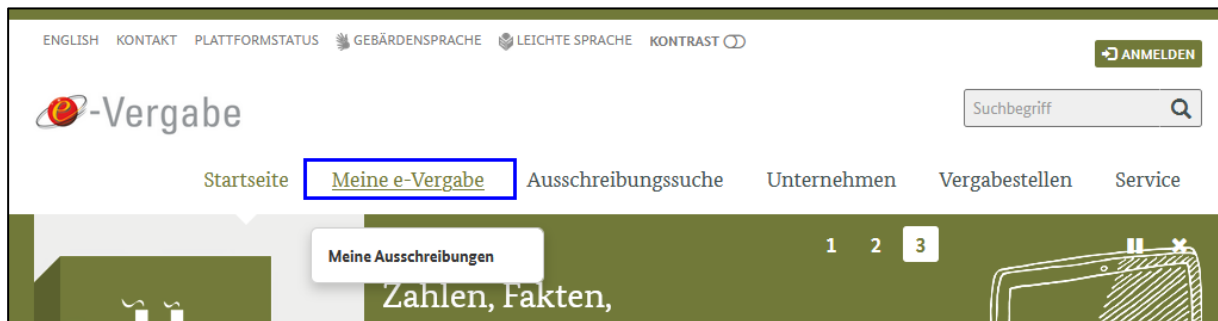 ENGLISH KONTAKT PLATTFORMSTATUS GEBÄRDENSPRACHE LEICHTE SPRACHE KONTRAST
ANMELDEN
e-Vergabe
Suchbegriff
Startseite Meine e-Vergabe Ausschreibungssuche Unternehmen Vergabestellen Service
1 2 3
Meine Ausschreibungen
Zahlen, Fakten,